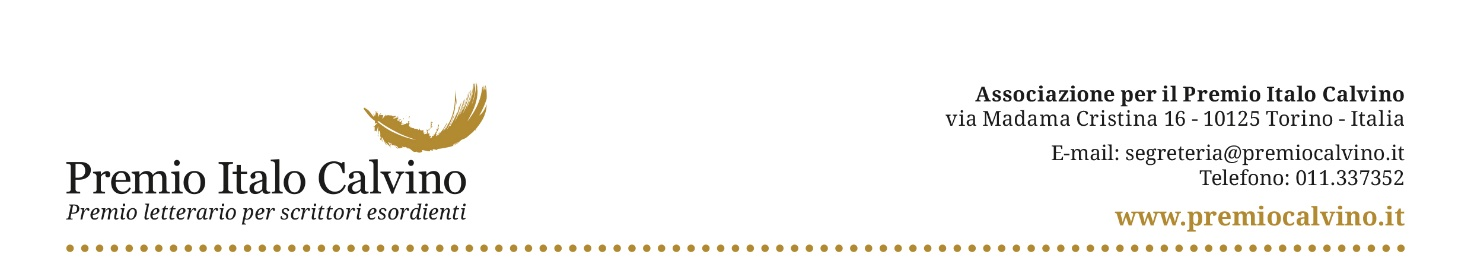 Premio Italo Calvino
Premio letterario per scrittori esordienti
Associazione per il Premio Italo Calvino
via Madama Cristina 16 - 10125 Torino - Italia
E-mail: segreteria@premiocalvino.it
Telefono: 011.337352
www.premiocalvino.it